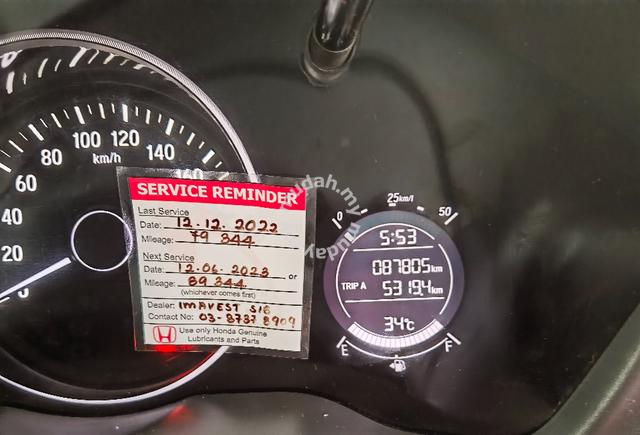 20
40
60
80
100
120
140
160
km/h
SERVICE REMINDER
Last Service
Date: 12.12.2022
Mileage: 79 344
Next Service
Date: 12.06.2023 or
Mileage: 89 344
(whichever comes first)
Dealer: IMAVEST
Contact No: 03-8737 8909
HONDA
Use only Honda Genuine
Lubricants and Parts
mudah.my
mudah
0 25km/l 50
5:53
087805km
TRIP A 5319.4km
34°C
E F